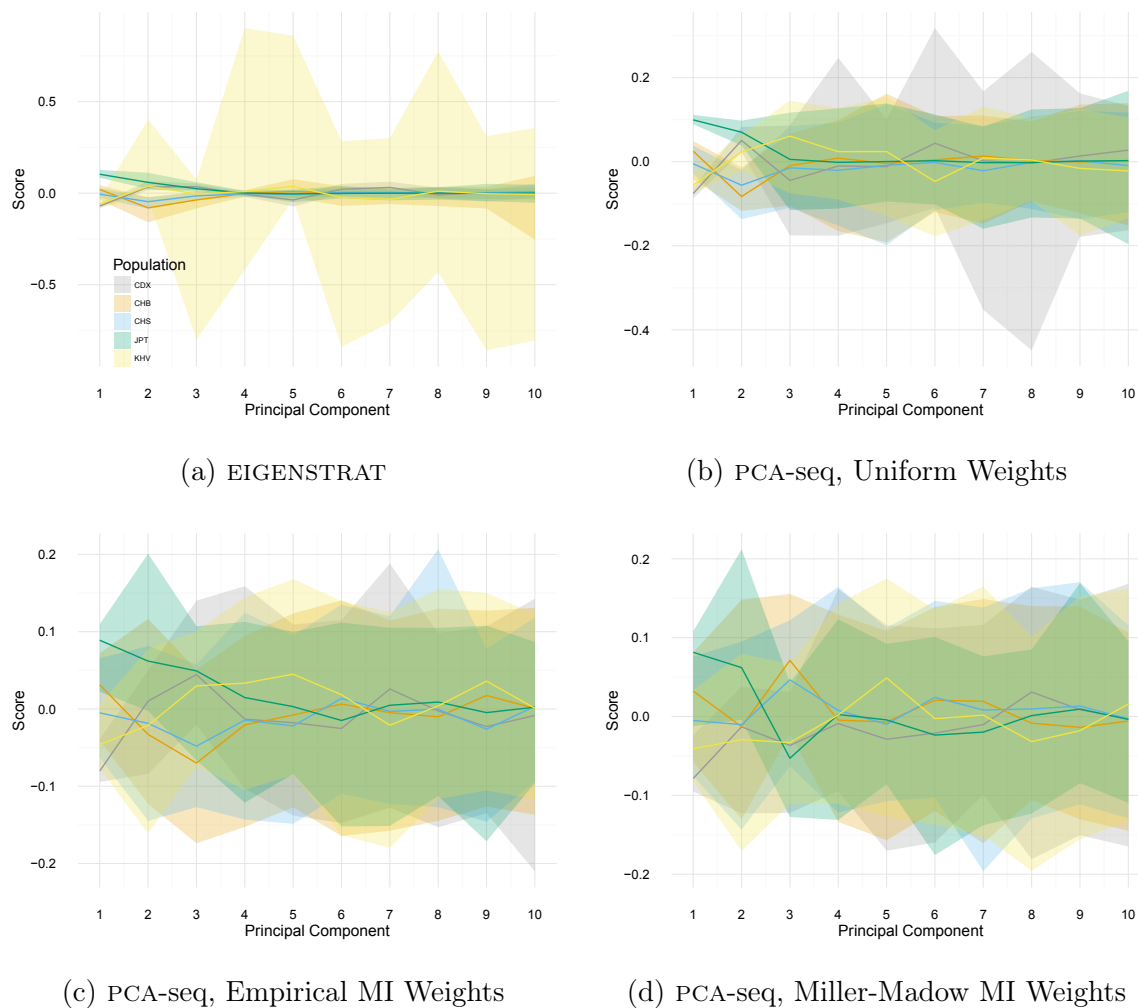 0.5
0.0
−0.5
Score
Population
CDX
CHB
CHS
JPT
KHV
1 2 3 4 5 6 7 8 9 10
Principal Component
(a) EIGENSTRAT
0.2
0.0
−0.2
−0.4
Score
1 2 3 4 5 6 7 8 9 10
Principal Component
(b) PCA-seq, Uniform Weights
0.2
0.1
0.0
−0.1
−0.2
Score
1 2 3 4 5 6 7 8 9 10
Principal Component
(c) PCA-seq, Empirical MI Weights
0.2
0.1
0.0
−0.1
−0.2
Score
1 2 3 4 5 6 7 8 9 10
Principal Component
(d) PCA-seq, Miller-Madow MI Weights